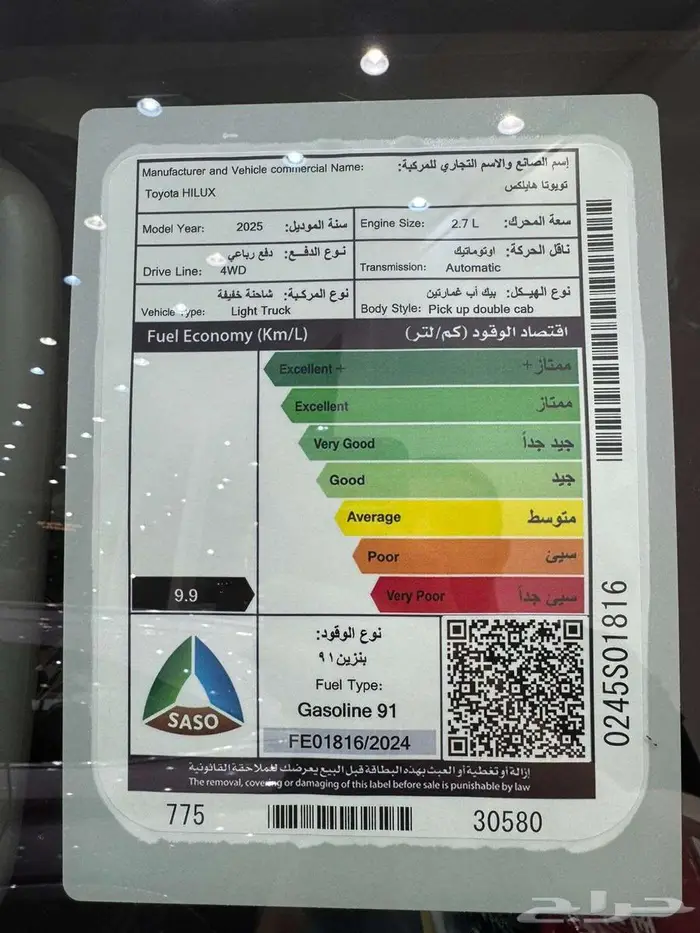 Manufacturer and Vehicle commercial Name: إسم الصانع والاسم التجاري للمركبة:
Toyota HILUX تويوتا هايلكس
Model Year: 2025 سنة الموديل: Engine Size: 2.7 L سعة المحرك:
نوع الدفع: دفع رباعي ناقل الحركة: اوتوماتيك
Drive Line: 4WD Transmission: Automatic
نوع المركبة: شاحنة خفيفة نوع الهيكل: بيك أب غمارتين
Vehicle Type: Light Truck Body Style: Pick up double cab
Fuel Economy (Km/L) اقتصاد الوقود (كم/لتر)
Excellent + ممتاز+
Excellent ممتاز
Very Good جيد جداً
Good جيد
Average متوسط
Poor سيئ
9.9 Very Poor سيئ جداً
SASO
نوع الوقود:
بنزين ٩١
Fuel Type:
Gasoline 91
FE01816/2024
0245S01816
إزالة أو تغطية أو العبث بهذه البطاقة قبل البيع يعرضك للملاحقة القانونية
The removal, covering or damaging of this label before sale is punishable by law
775 30580
حراج